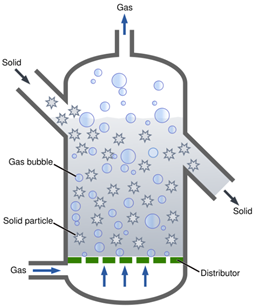 Gas
Solid
Gas bubble
Solid particle
Solid
Gas
Distributor